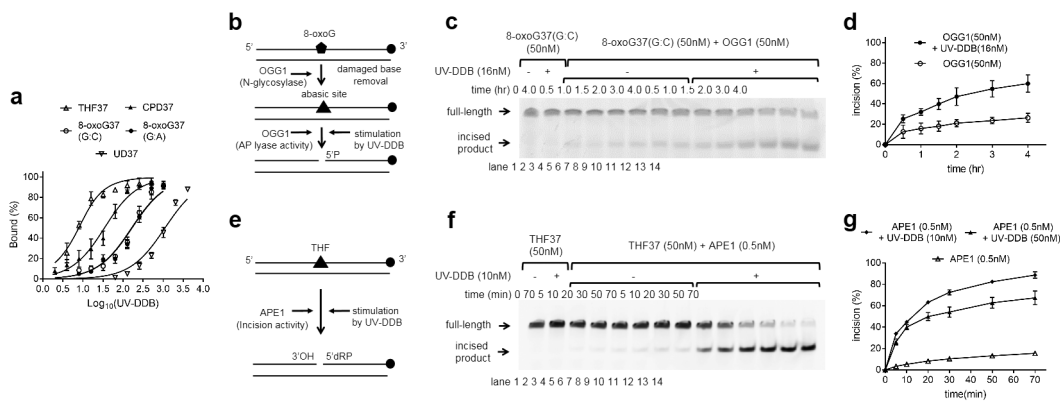 a
THF37
CPD37
8-oxoG37 (G:C)
8-oxoG37 (G:A)
UD37
Bound (%)
100
80
60
40
20
0
0.0 0.5 1.0 1.5 2.0 2.5 3.0 3.5 4.0
Log10(UV-DDB)
b
8-oxoG
5' 3'
OGG1 (N-glycosylase)
damaged base removal
abasic site
OGG1 (AP lyase activity)
stimulation by UV-DDB
5'P
c
8-oxoG37(G:C) (50nM)
8-oxoG37(G:C) (50nM) + OGG1 (50nM)
UV-DDB (16nM) - + - +
time (hr) 0 4.0 0.5 1.0 1.5 2.0 3.0 4.0 0.5 1.0 1.5 2.0 3.0 4.0
full-length
incised product
lane 1 2 3 4 5 6 7 8 9 10 11 12 13 14
d
OGG1(50nM) + UV-DDB(16nM)
OGG1(50nM)
incision (%)
100
80
60
40
20
0
0 1 2 3 4
time (hr)
e
THF
5' 3'
APE1 (Incision activity)
stimulation by UV-DDB
3'OH 5'dRP
f
THF37 (50nM)
THF37 (50nM) + APE1 (0.5nM)
UV-DDB (10nM) - + - +
time (min) 0 70 5 10 20 30 50 70 5 10 20 30 50 70
full-length
incised product
lane 1 2 3 4 5 6 7 8 9 10 11 12 13 14
g
APE1 (0.5nM) + UV-DDB (10nM)
APE1 (0.5nM) + UV-DDB (50nM)
APE1 (0.5nM)
incision (%)
100
80
60
40
20
0
0 10 20 30 40 50 60 70
time(min)